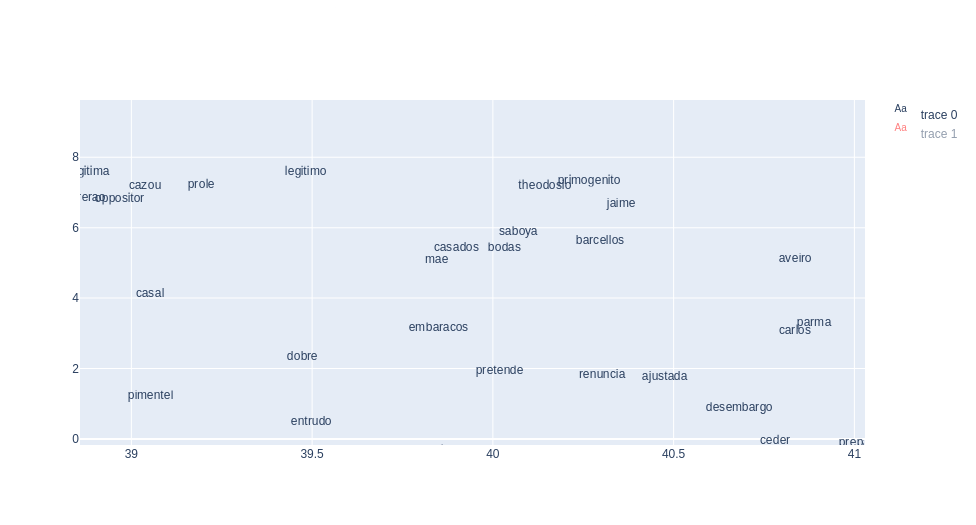 Aa trace 0
Aa trace 1
8
6
4
2
0
gitima
legitimo
cazou
prole
oppositor
theodosio
primogenito
jaime
saboya
barcellos
casados
bodas
mae
aveiro
casal
embaracos
parma
carlos
dobre
pretende
renuncia
ajustada
pimentel
desembargo
entrudo
ceder
39
39.5
40
40.5
41